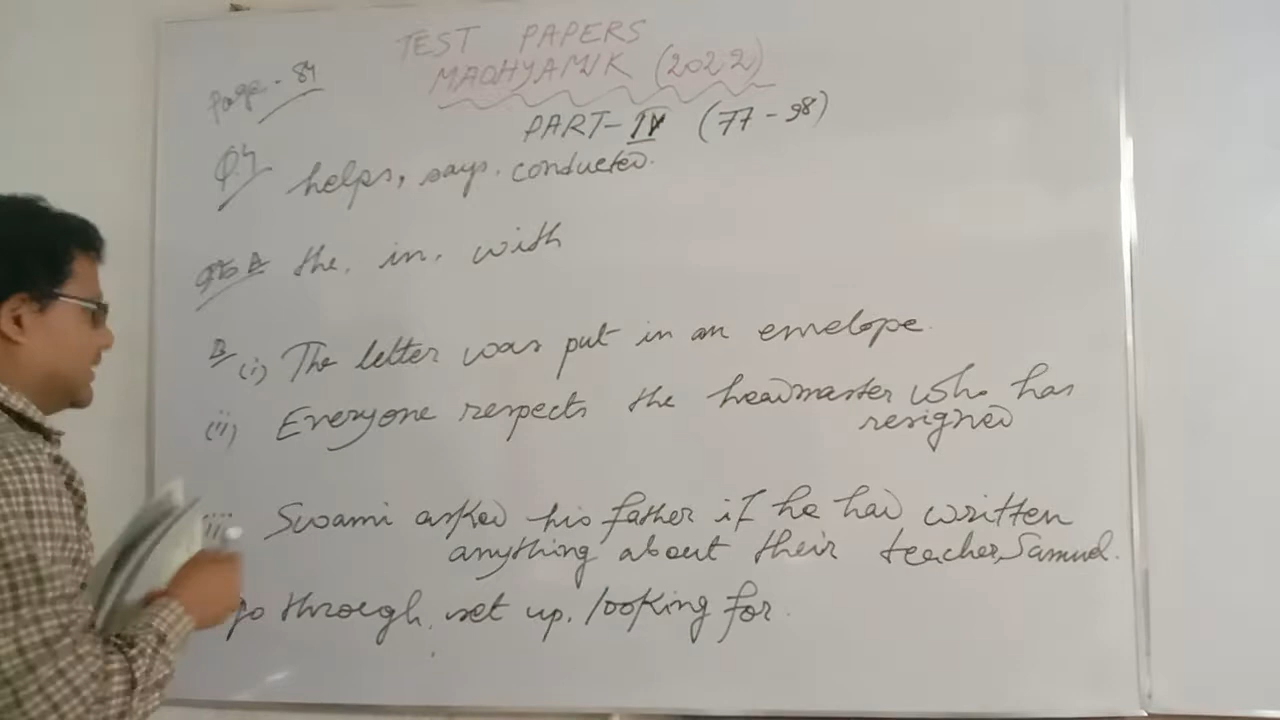 TEST PAPERS
MADHYAMIK (2022)
Page - 84
PART - IV (77 - 98)
Q.4 helps, says, conducted.
A the, in, with
B (i) The letter was put in an envelope.
(ii) Everyone respects the headmaster who has
resigned
iii Swami asked his father if he had written
anything about their teacher, Samuel.
go through, set up, looking for.